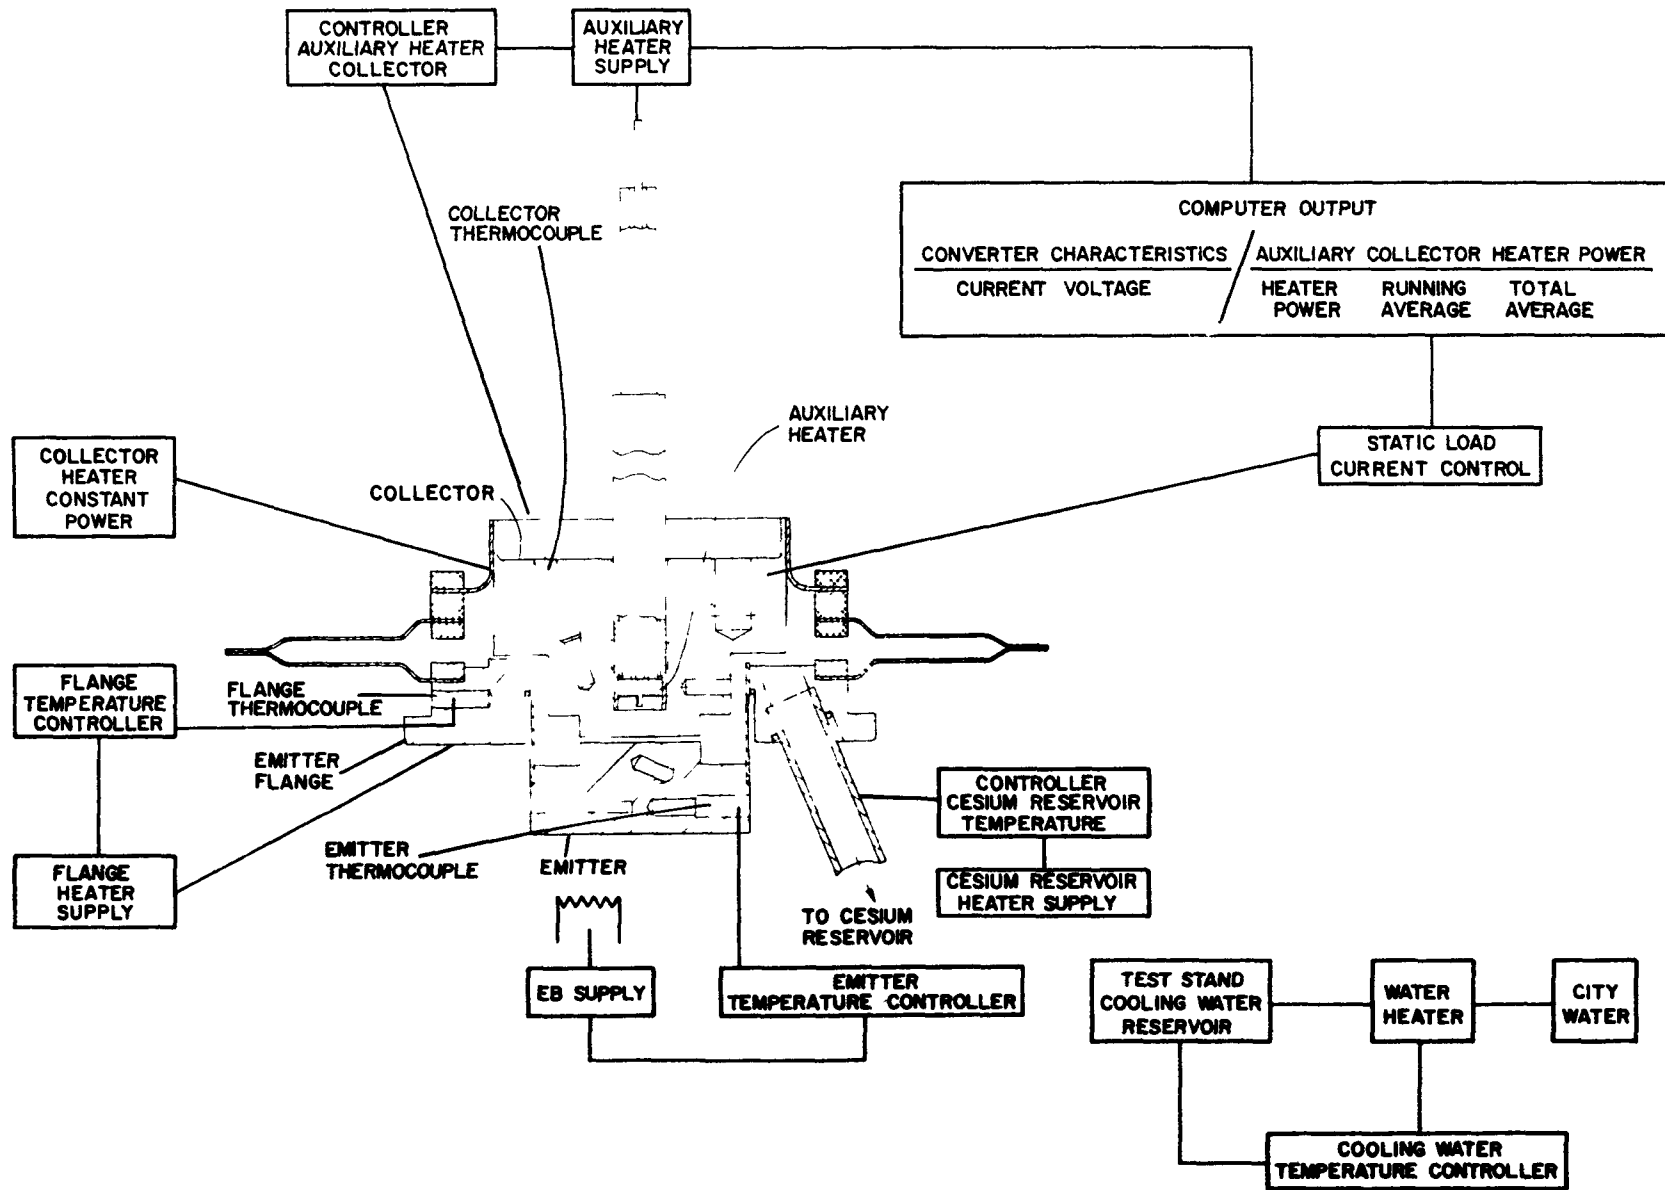 CONTROLLER
AUXILIARY HEATER
COLLECTOR
AUXILIARY
HEATER
SUPPLY
COLLECTOR
THERMOCOUPLE
COMPUTER OUTPUT
CONVERTER CHARACTERISTICS / AUXILIARY COLLECTOR HEATER POWER
CURRENT VOLTAGE
HEATER POWER
RUNNING AVERAGE
TOTAL AVERAGE
AUXILIARY
HEATER
STATIC LOAD
CURRENT CONTROL
COLLECTOR
HEATER
CONSTANT
POWER
COLLECTOR
FLANGE
TEMPERATURE
CONTROLLER
FLANGE
THERMOCOUPLE
EMITTER
FLANGE
CONTROLLER
CESIUM RESERVOIR
TEMPERATURE
EMITTER
THERMOCOUPLE
EMITTER
FLANGE
HEATER
SUPPLY
CESIUM RESERVOIR
HEATER SUPPLY
TO CESIUM
RESERVOIR
EB SUPPLY
EMITTER
TEMPERATURE CONTROLLER
TEST STAND
COOLING WATER
RESERVOIR
WATER
HEATER
CITY
WATER
COOLING WATER
TEMPERATURE CONTROLLER